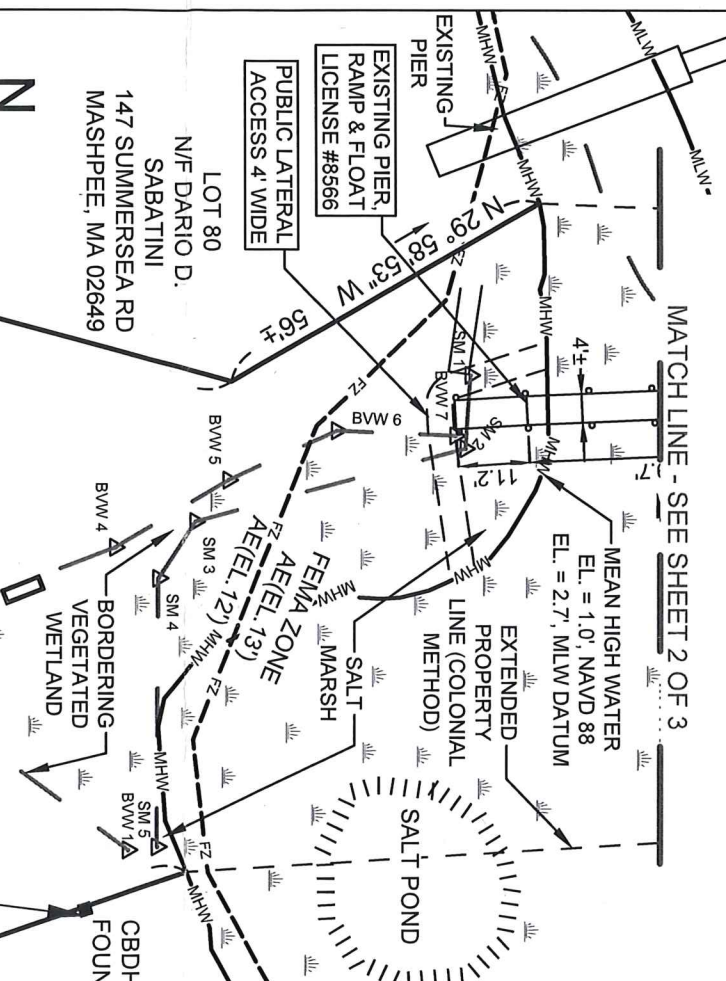 MLW
MLW
MATCH LINE - SEE SHEET 2 OF 3
EXISTING
PIER
MHW
FZ
MHW
EXISTING PIER,
RAMP & FLOAT
LICENSE #8566
PUBLIC LATERAL
ACCESS 4' WIDE
LOT 80
N/F DARIO D.
SABATINI
147 SUMMERSEA RD
MASHPEE, MA 02649
N
N 29° 58' 53" W
56'±
FZ
MHW
4'±
SM 1
BVW 7
SM 2
11.2'
MHW
.7'
MEAN HIGH WATER
EL. = 1.0', NAVD 88
EL. = 2.7', MLW DATUM
EXTENDED
PROPERTY
LINE (COLONIAL
METHOD)
FZ
BVW 6
BVW 5
BVW 4
SM 3
SM 4
FZ
MHW
MHW
FEMA ZONE
AE(EL. 13')
AE(EL. 12')
SALT
MARSH
MHW
FZ
BORDERING
VEGETATED
WETLAND
MHW
SM 5
BVW 1
FZ
MHW
SALT POND
CBDH
FOUN